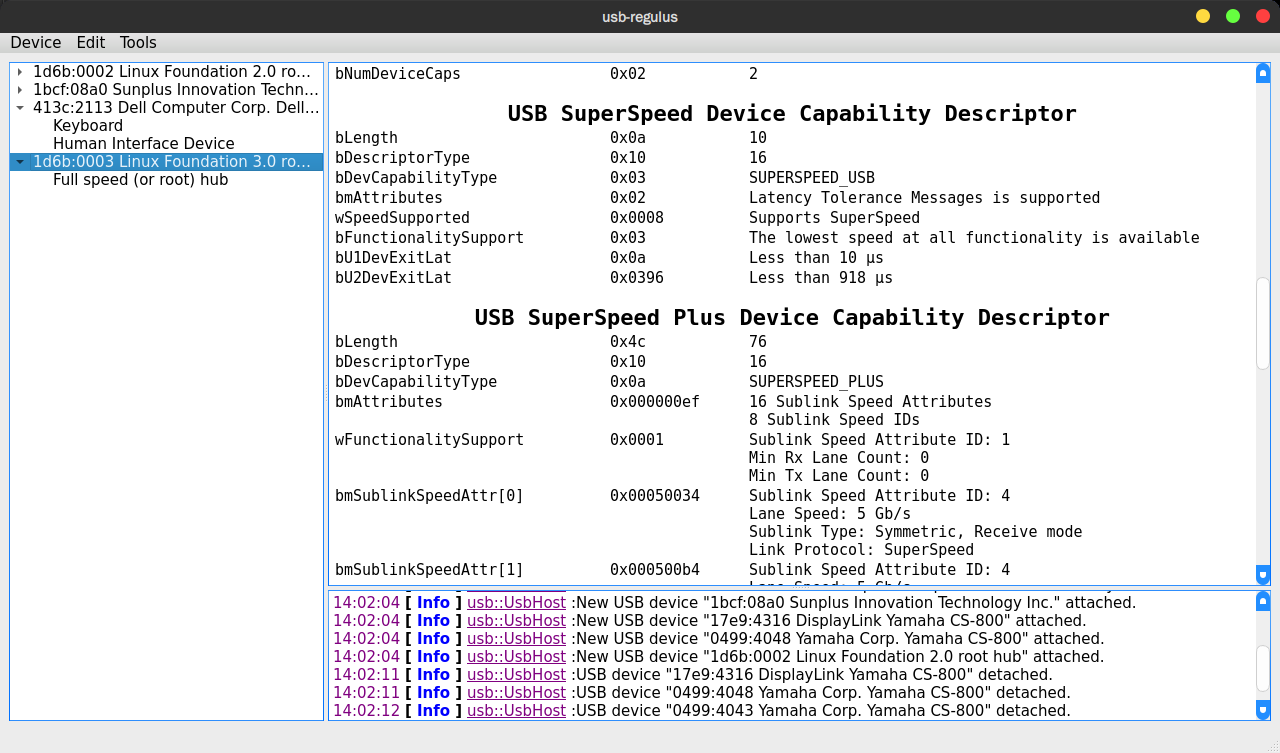 usb-regulus
Device Edit Tools
1d6b:0002 Linux Foundation 2.0 ro...
1bcf:08a0 Sunplus Innovation Techn...
413c:2113 Dell Computer Corp. Dell...
Keyboard
Human Interface Device
1d6b:0003 Linux Foundation 3.0 ro...
Full speed (or root) hub
bNumDeviceCaps 0x02 2
USB SuperSpeed Device Capability Descriptor
bLength 0x0a 10
bDescriptorType 0x10 16
bDevCapabilityType 0x03 SUPERSPEED_USB
bmAttributes 0x02 Latency Tolerance Messages is supported
wSpeedSupported 0x0008 Supports SuperSpeed
bFunctionalitySupport 0x03 The lowest speed at all functionality is available
bU1DevExitLat 0x0a Less than 10 µs
bU2DevExitLat 0x0396 Less than 918 µs
USB SuperSpeed Plus Device Capability Descriptor
bLength 0x4c 76
bDescriptorType 0x10 16
bDevCapabilityType 0x0a SUPERSPEED_PLUS
bmAttributes 0x000000ef 16 Sublink Speed Attributes
8 Sublink Speed IDs
wFunctionalitySupport 0x0001 Sublink Speed Attribute ID: 1
Min Rx Lane Count: 0
Min Tx Lane Count: 0
bmSublinkSpeedAttr[0] 0x00050034 Sublink Speed Attribute ID: 4
Lane Speed: 5 Gb/s
Sublink Type: Symmetric, Receive mode
Link Protocol: SuperSpeed
bmSublinkSpeedAttr[1] 0x000500b4 Sublink Speed Attribute ID: 4
Lane Speed: 5 Gb/s
14:02:04 [ Info ] usb::UsbHost :New USB device "1bcf:08a0 Sunplus Innovation Technology Inc." attached.
14:02:04 [ Info ] usb::UsbHost :New USB device "17e9:4316 DisplayLink Yamaha CS-800" attached.
14:02:04 [ Info ] usb::UsbHost :New USB device "0499:4048 Yamaha Corp. Yamaha CS-800" attached.
14:02:04 [ Info ] usb::UsbHost :New USB device "1d6b:0002 Linux Foundation 2.0 root hub" attached.
14:02:11 [ Info ] usb::UsbHost :USB device "17e9:4316 DisplayLink Yamaha CS-800" detached.
14:02:11 [ Info ] usb::UsbHost :USB device "0499:4048 Yamaha Corp. Yamaha CS-800" detached.
14:02:12 [ Info ] usb::UsbHost :USB device "0499:4043 Yamaha Corp. Yamaha CS-800" detached.